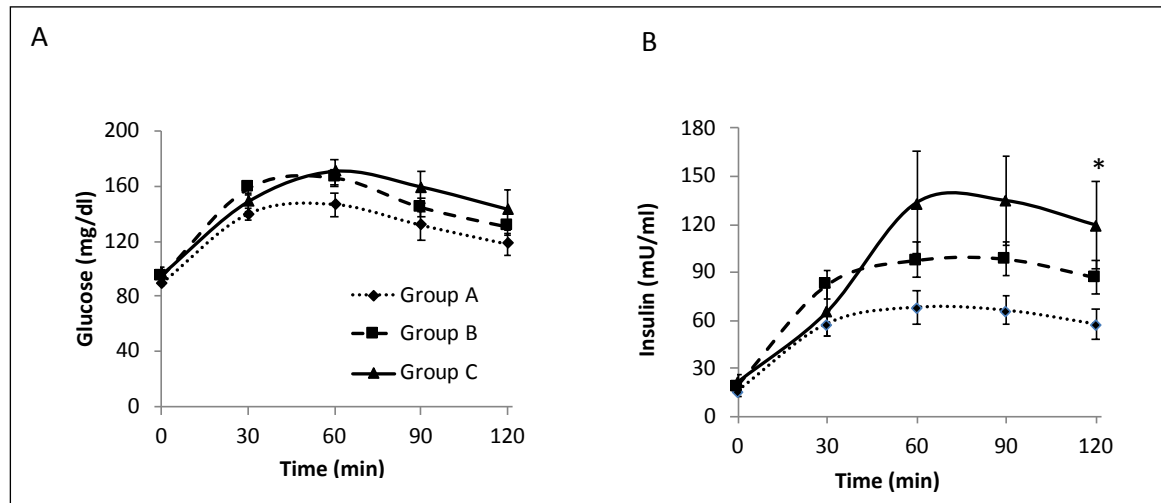 A
Glucose (mg/dl)
200
160
120
80
40
0
Group A
Group B
Group C
0 30 60 90 120
Time (min)
B
Insulin (mU/ml)
180
150
120
90
60
30
0
*
0 30 60 90 120
Time (min)